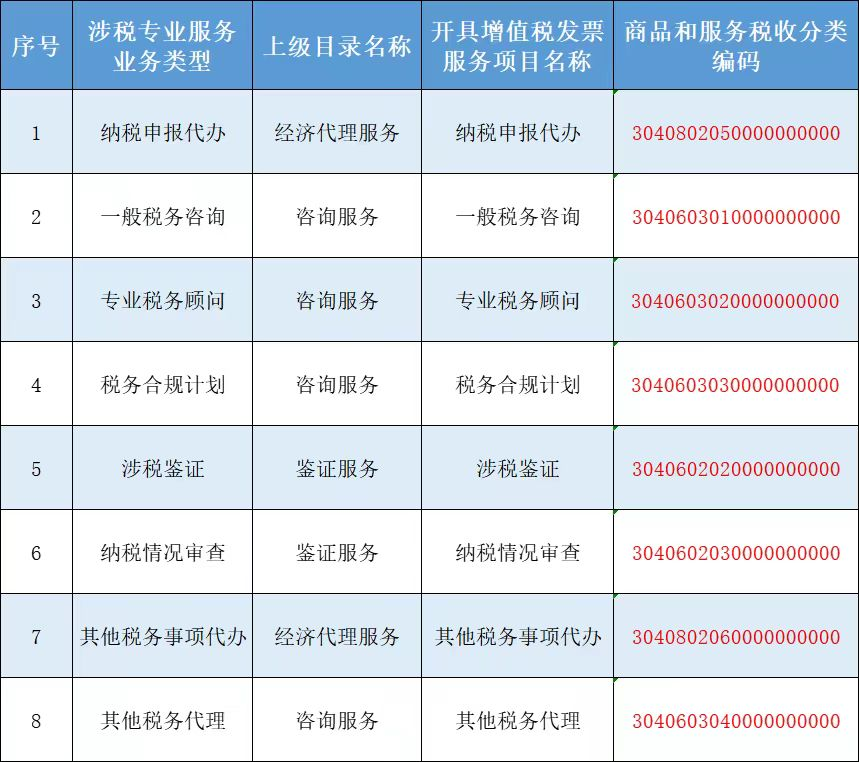 序号 涉税专业服务业务类型 上级目录名称 开具增值税发票服务项目名称 商品和服务税收分类编码
1 纳税申报代办 经济代理服务 纳税申报代办 3040802050000000000
2 一般税务咨询 咨询服务 一般税务咨询 3040603010000000000
3 专业税务顾问 咨询服务 专业税务顾问 3040603020000000000
4 税务合规计划 咨询服务 税务合规计划 3040603030000000000
5 涉税鉴证 鉴证服务 涉税鉴证 3040602020000000000
6 纳税情况审查 鉴证服务 纳税情况审查 3040602030000000000
7 其他税务事项代办 经济代理服务 其他税务事项代办 3040802060000000000
8 其他税务代理 咨询服务 其他税务代理 3040603040000000000